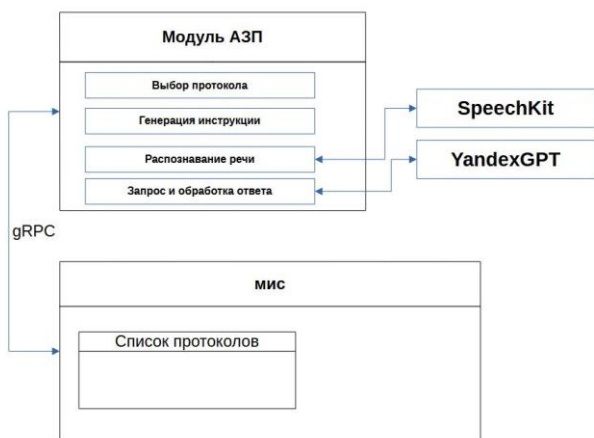 Модуль АЗП
Выбор протокола
Генерация инструкции
Распознавание речи
Запрос и обработка ответа
SpeechKit
YandexGPT
gRPC
мис
Список протоколов